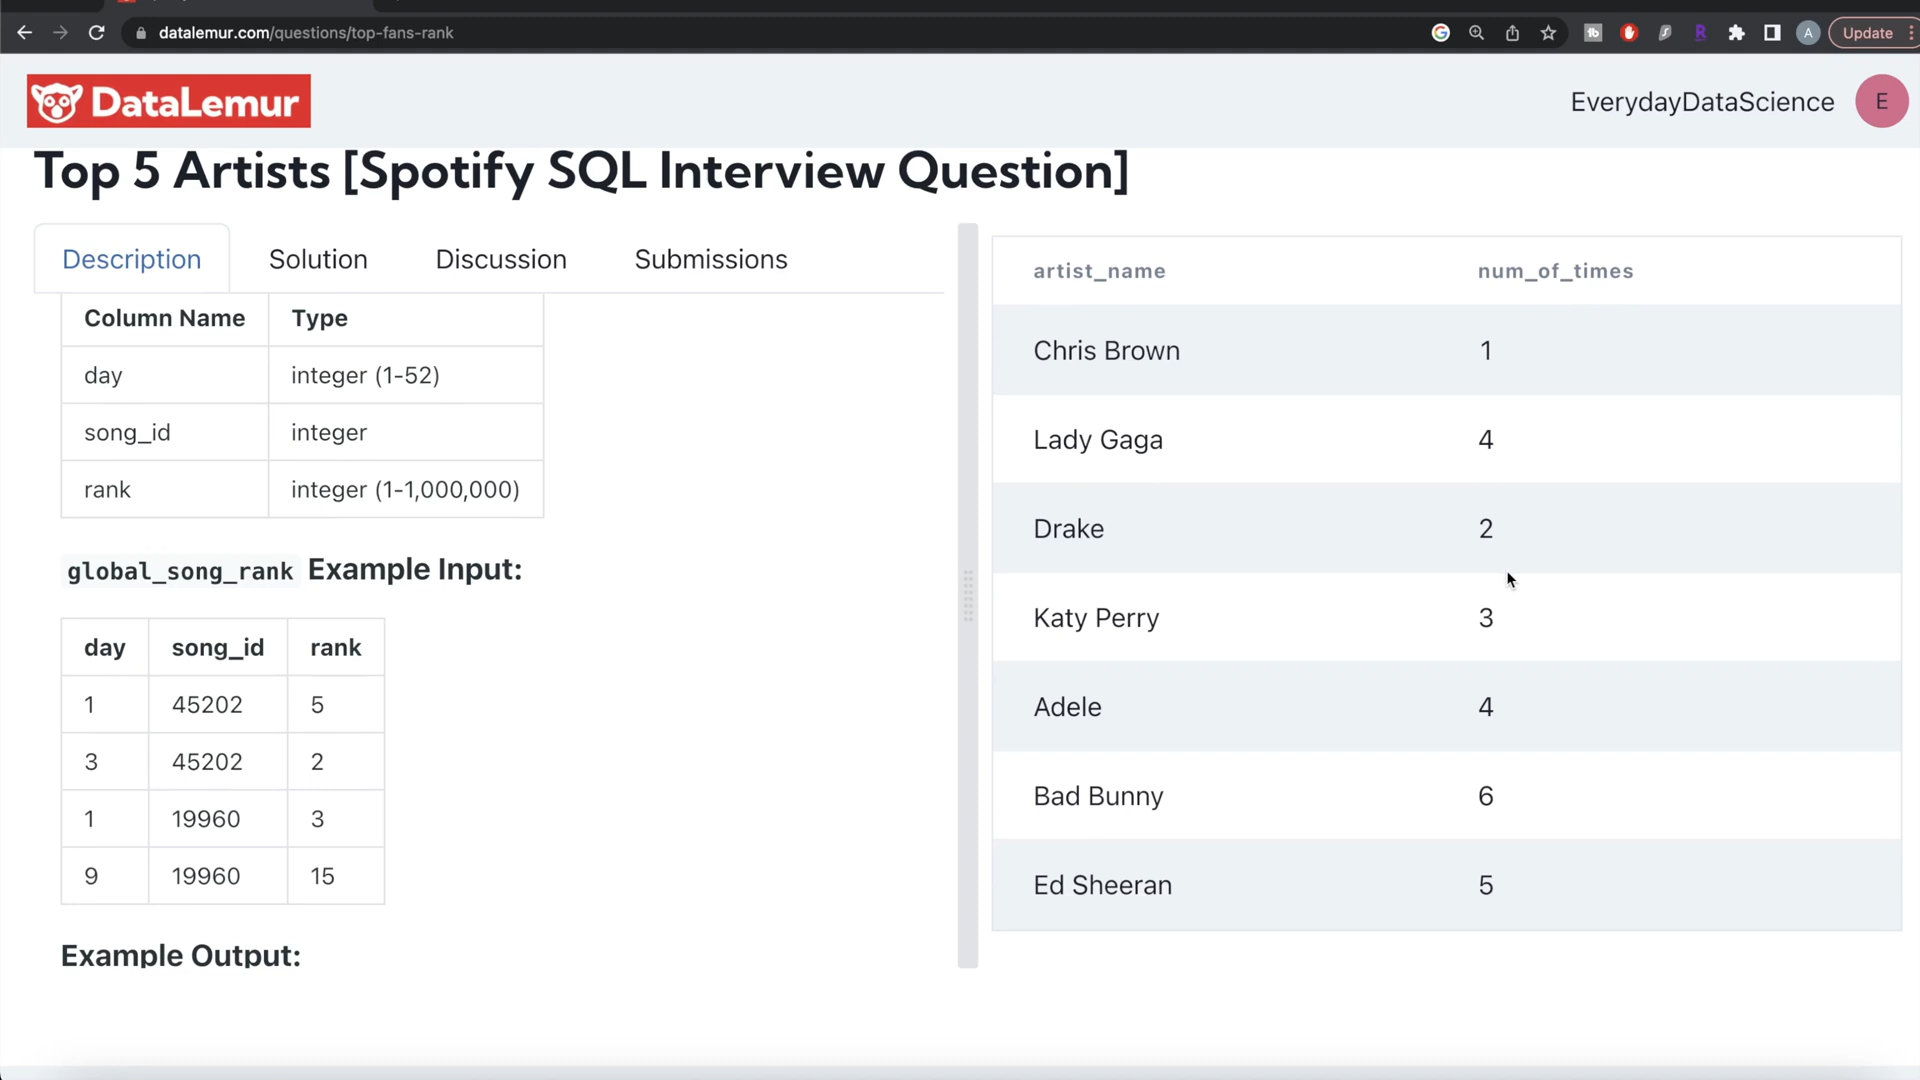 datalemur.com/questions/top-fans-rank
A
Update
DataLemur
EverydayDataScience
E
Top 5 Artists [Spotify SQL Interview Question]
Description Solution Discussion Submissions
Column Name Type
day integer (1-52)
song_id integer
rank integer (1-1,000,000)
global_song_rank Example Input:
day song_id rank
1 45202 5
3 45202 2
1 19960 3
9 19960 15
Example Output:
artist_name num_of_times
Chris Brown 1
Lady Gaga 4
Drake 2
Katy Perry 3
Adele 4
Bad Bunny 6
Ed Sheeran 5